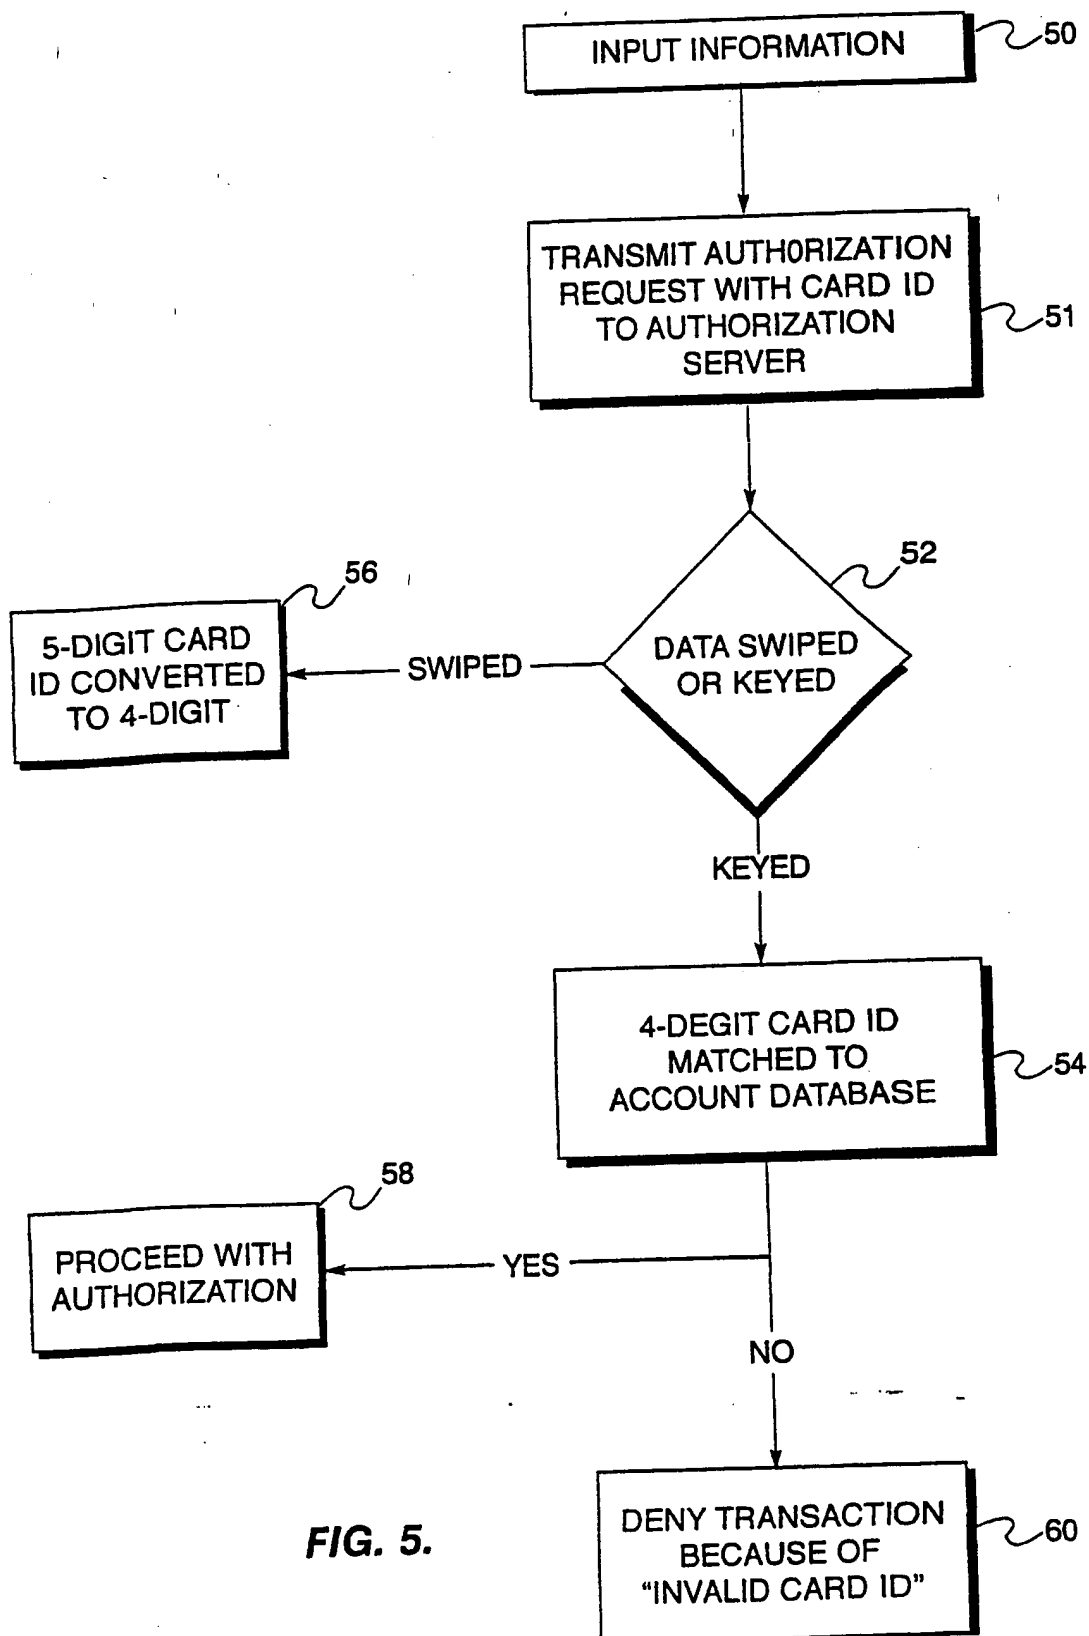 INPUT INFORMATION
50
TRANSMIT AUTHORIZATION
REQUEST WITH CARD ID
TO AUTHORIZATION
SERVER
51
52
DATA SWIPED
OR KEYED
SWIPED
56
5-DIGIT CARD
ID CONVERTED
TO 4-DIGIT
KEYED
4-DEGIT CARD ID
MATCHED TO
ACCOUNT DATABASE
54
58
PROCEED WITH
AUTHORIZATION
YES
NO
DENY TRANSACTION
BECAUSE OF
“INVALID CARD ID”
60
FIG. 5.